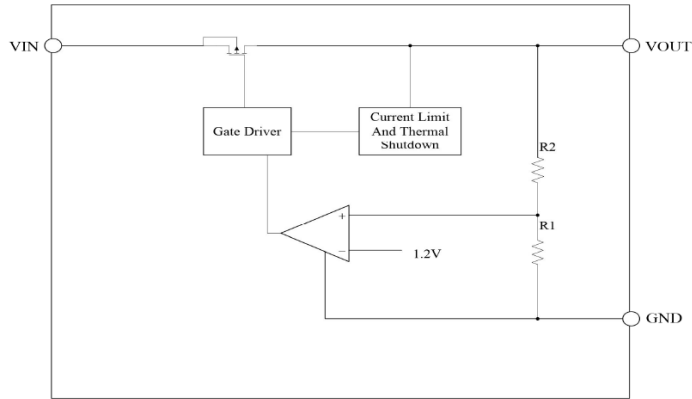 VIN
VOUT
Gate Driver
Current Limit
And Thermal
Shutdown
R2
+
R1
−
1.2V
GND